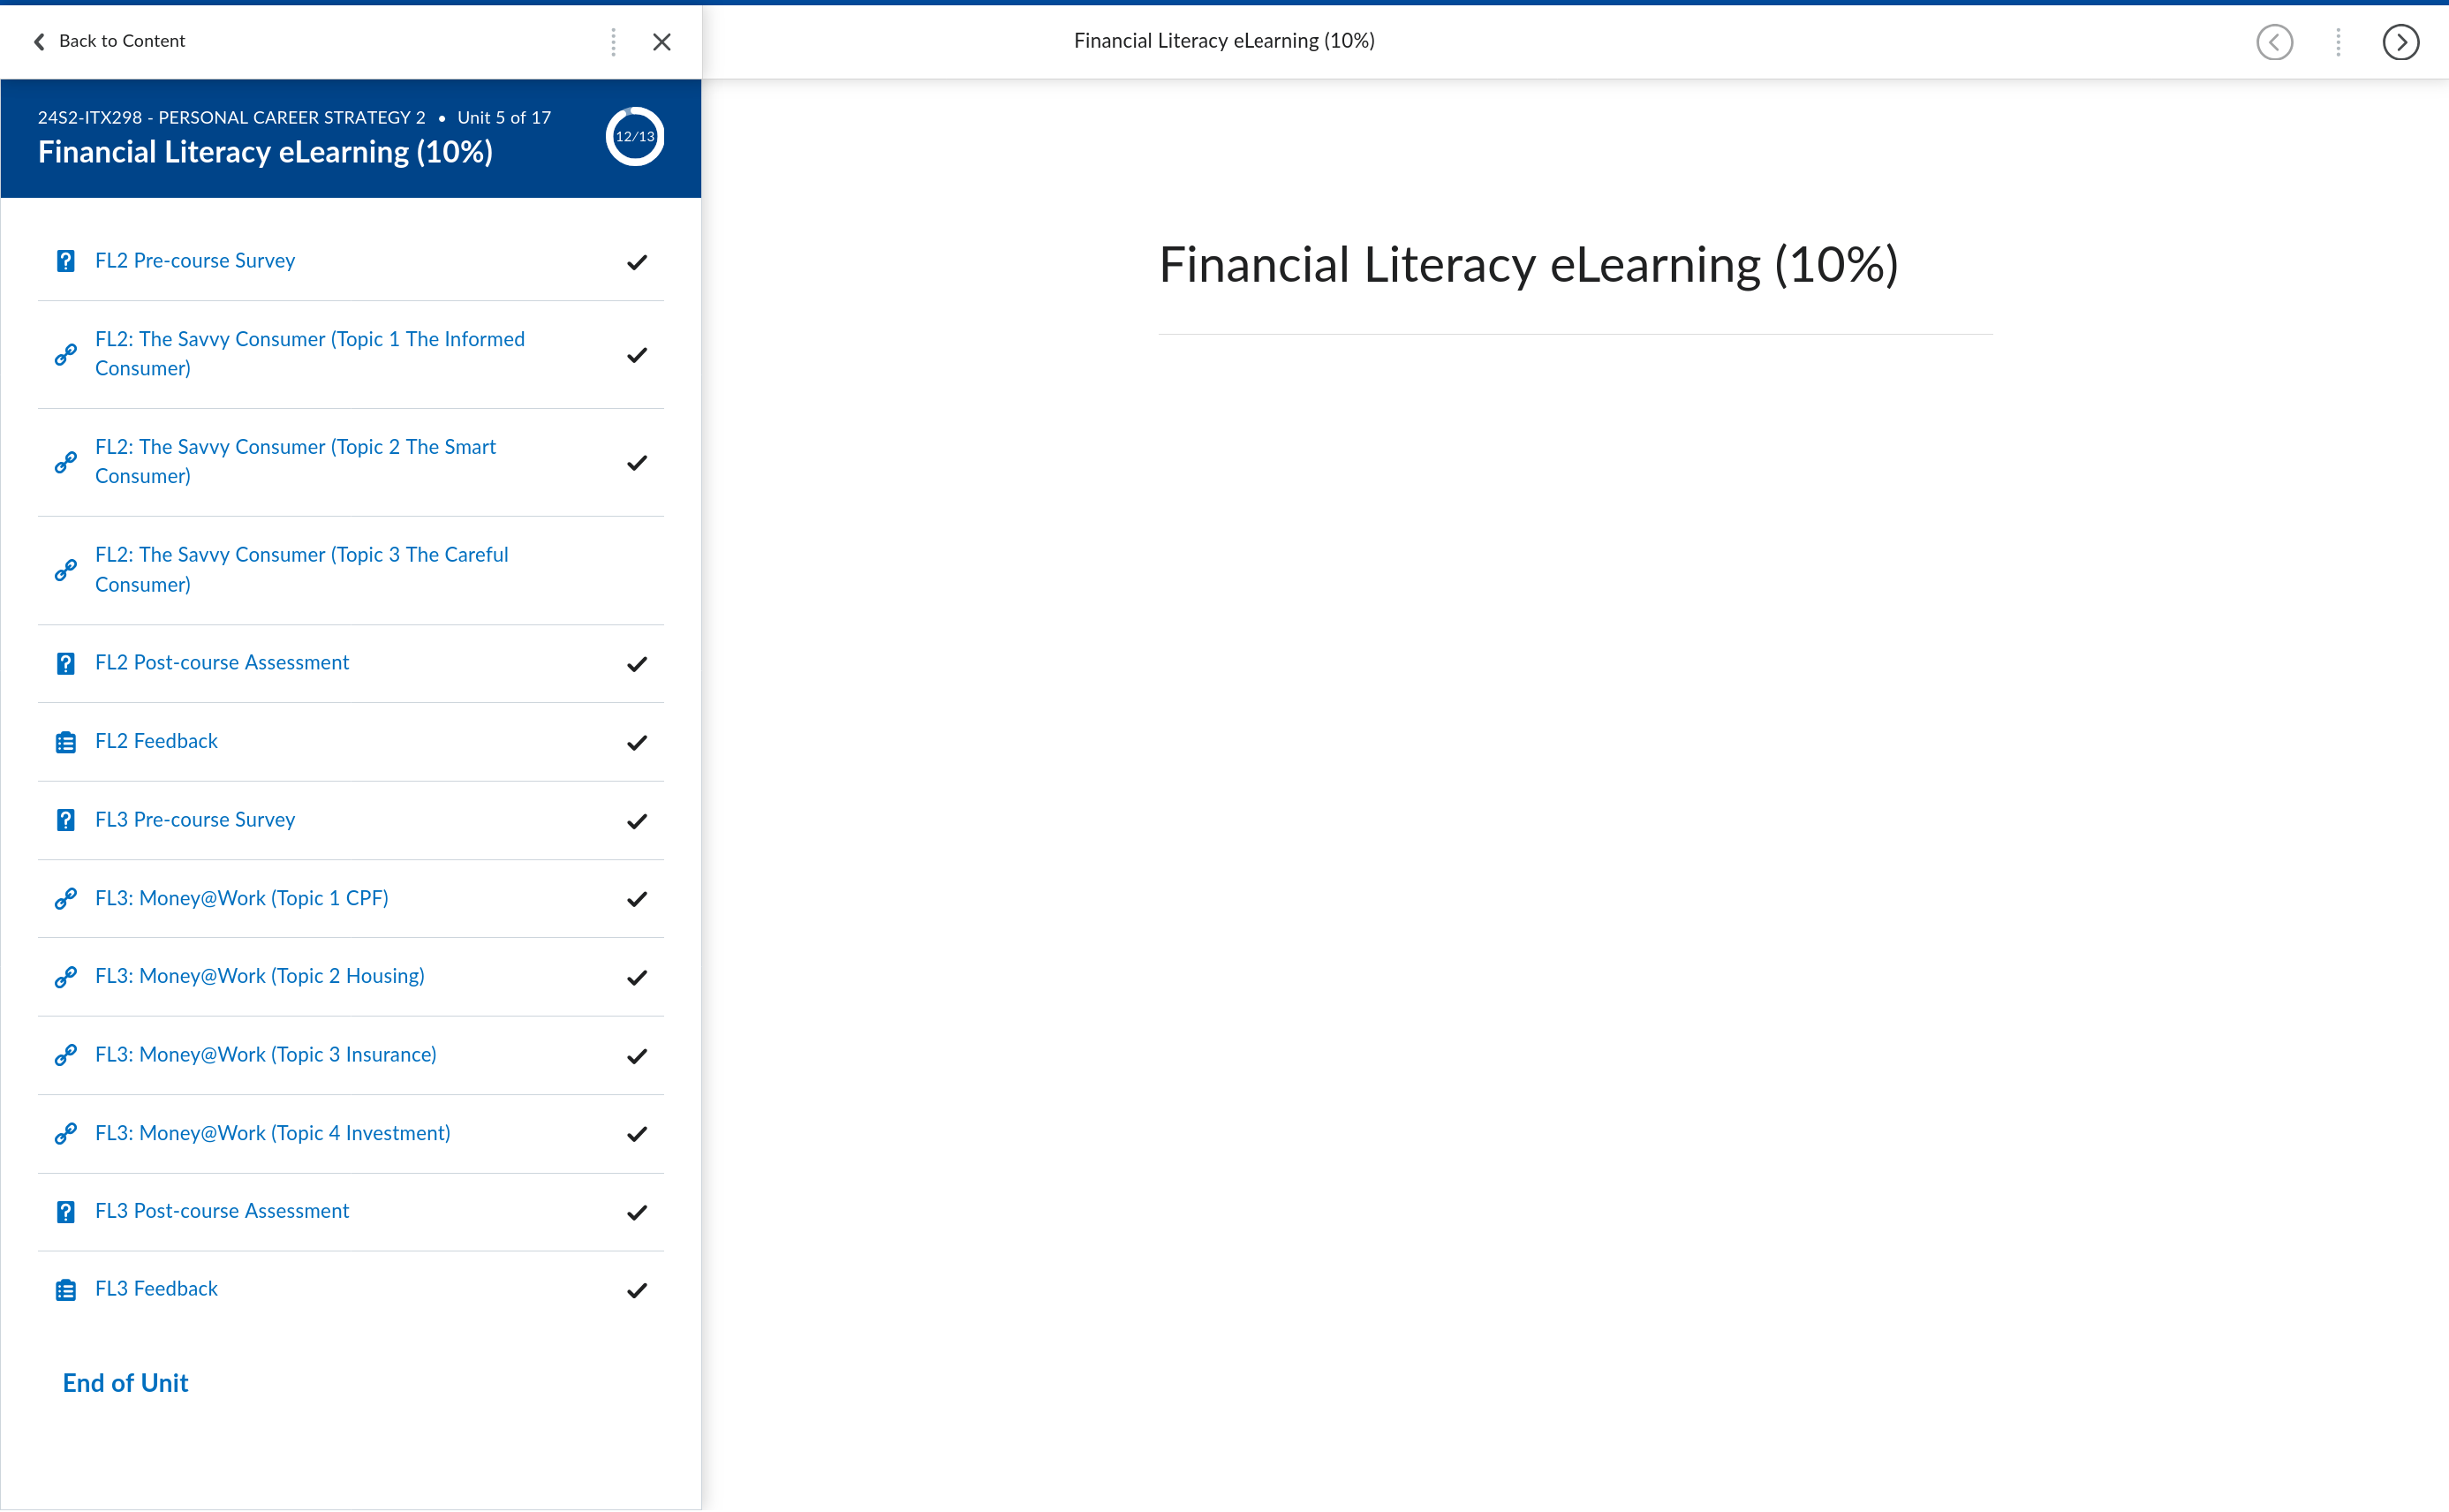 Back to Content
Financial Literacy eLearning (10%)
24S2-ITX298 - PERSONAL CAREER STRATEGY 2 • Unit 5 of 17
Financial Literacy eLearning (10%)
12/13
FL2 Pre-course Survey
FL2: The Savvy Consumer (Topic 1 The Informed
Consumer)
FL2: The Savvy Consumer (Topic 2 The Smart
Consumer)
FL2: The Savvy Consumer (Topic 3 The Careful
Consumer)
FL2 Post-course Assessment
FL2 Feedback
FL3 Pre-course Survey
FL3: Money@Work (Topic 1 CPF)
FL3: Money@Work (Topic 2 Housing)
FL3: Money@Work (Topic 3 Insurance)
FL3: Money@Work (Topic 4 Investment)
FL3 Post-course Assessment
FL3 Feedback
End of Unit
Financial Literacy eLearning (10%)